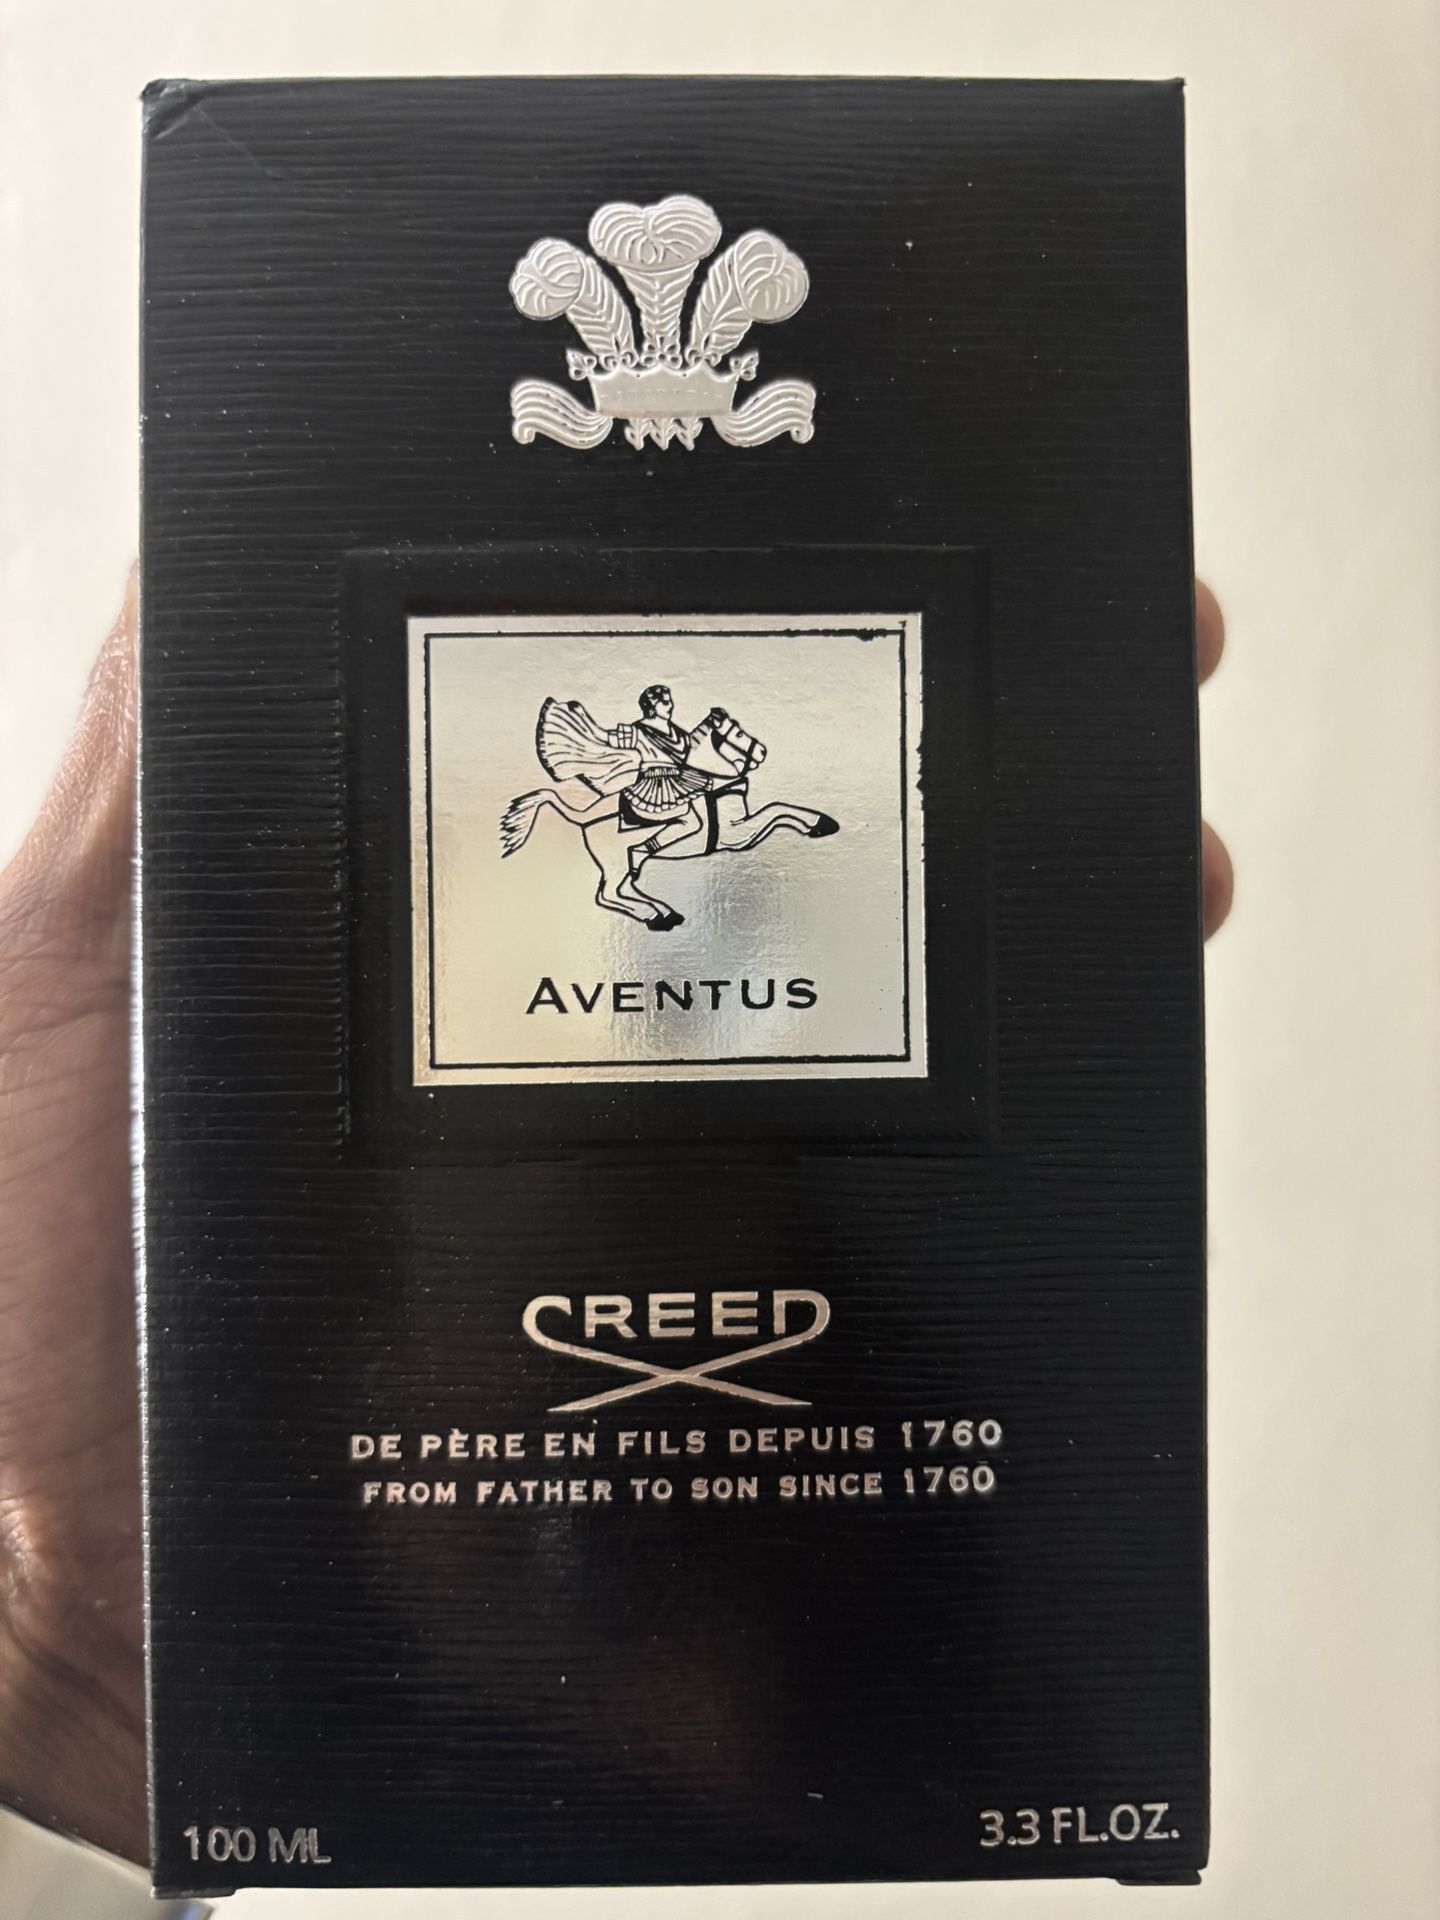 AVENTUS
CREED
DE PÈRE EN FILS DEPUIS 1760
FROM FATHER TO SON SINCE 1760
100 ML
3.3 FL.OZ.